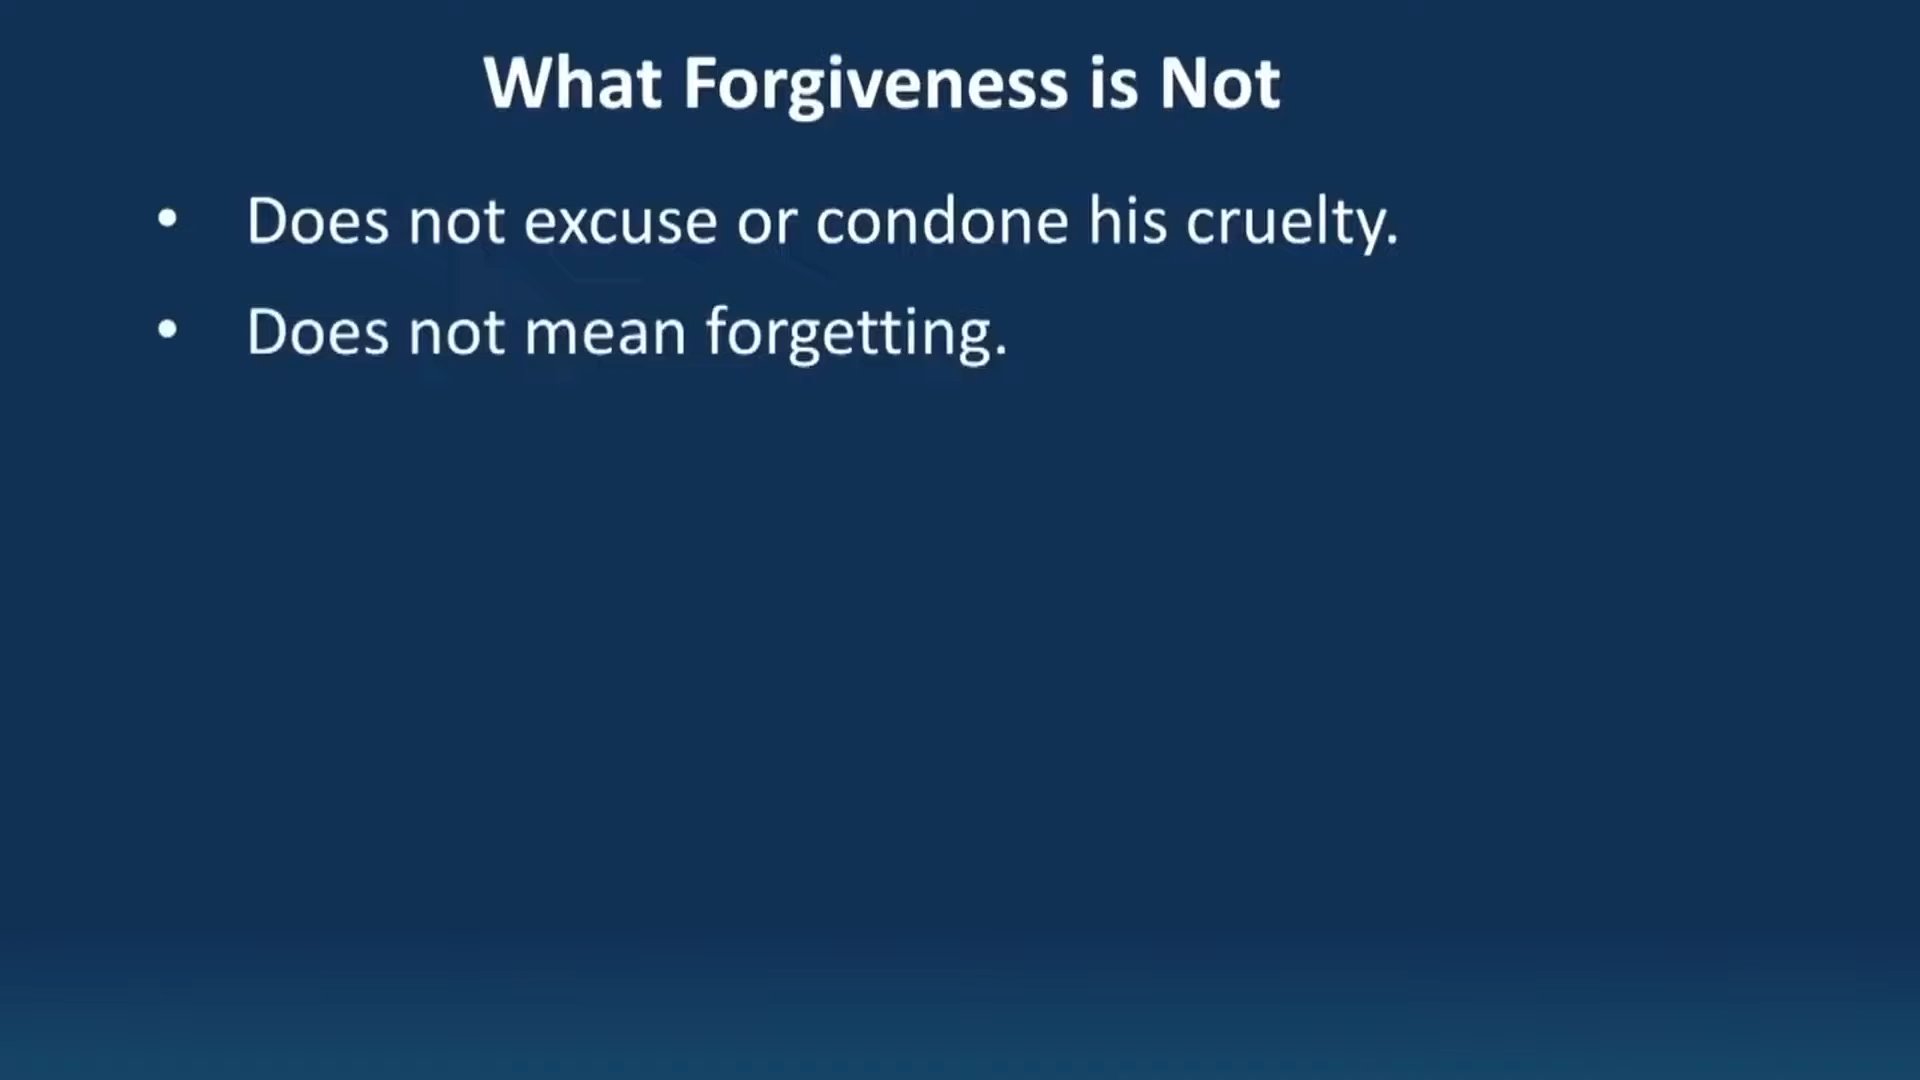 What Forgiveness is Not
• Does not excuse or condone his cruelty.
• Does not mean forgetting.